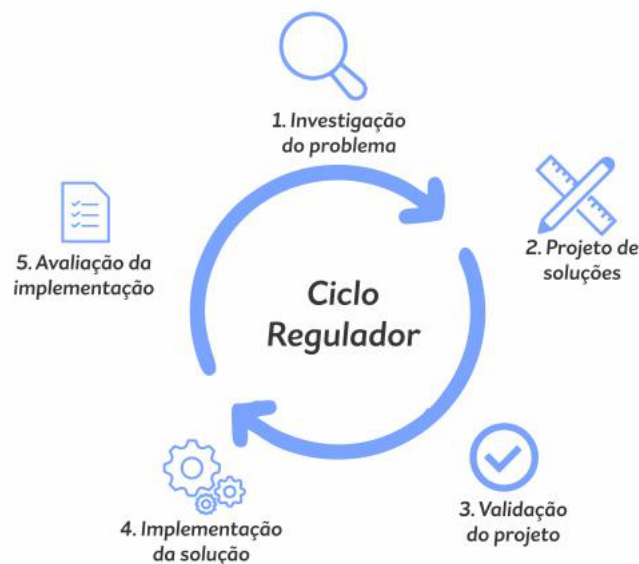 1. Investigação
do problema
2. Projeto de
soluções
3. Validação
do projeto
4. Implementação
da solução
5. Avaliação da
implementação
Ciclo
Regulador